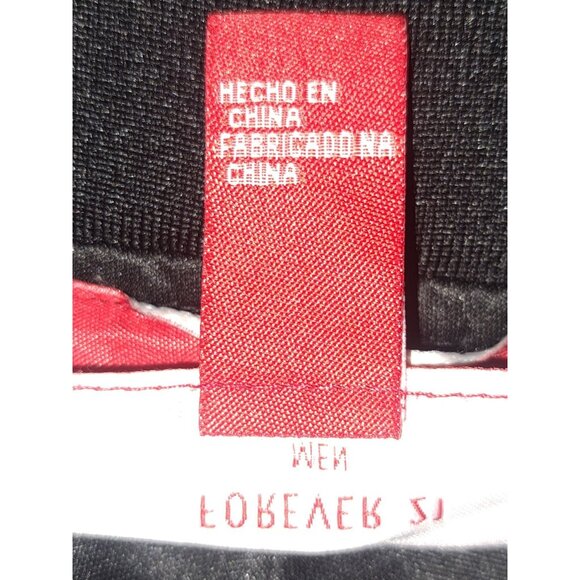 HECHO EN
CHINA
FABRICADO NA
CHINA
MEN
FOREVER 21